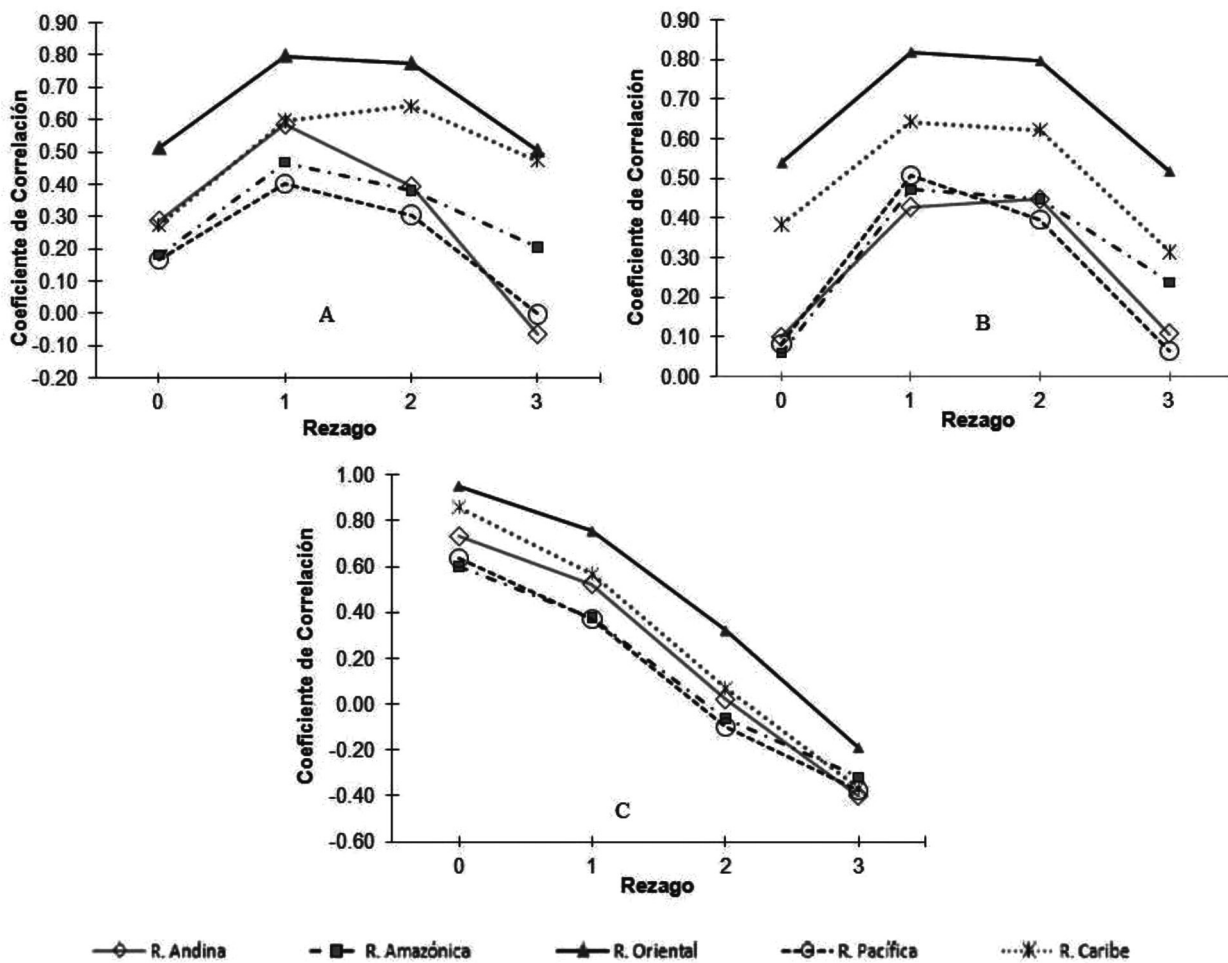 0.90
0.80
0.70
0.60
0.50
0.40
0.30
0.20
0.10
0.00
-0.10
-0.20
Coeficiente de Correlación
A
0 1 2 3
Rezago
0.90
0.80
0.70
0.60
0.50
0.40
0.30
0.20
0.10
0.00
Coeficiente de Correlación
B
0 1 2 3
Rezago
1.00
0.80
0.60
0.40
0.20
0.00
-0.20
-0.40
-0.60
Coeficiente de Correlación
C
0 1 2 3
Rezago
R. Andina R. Amazónica R. Oriental R. Pacífica R. Caribe